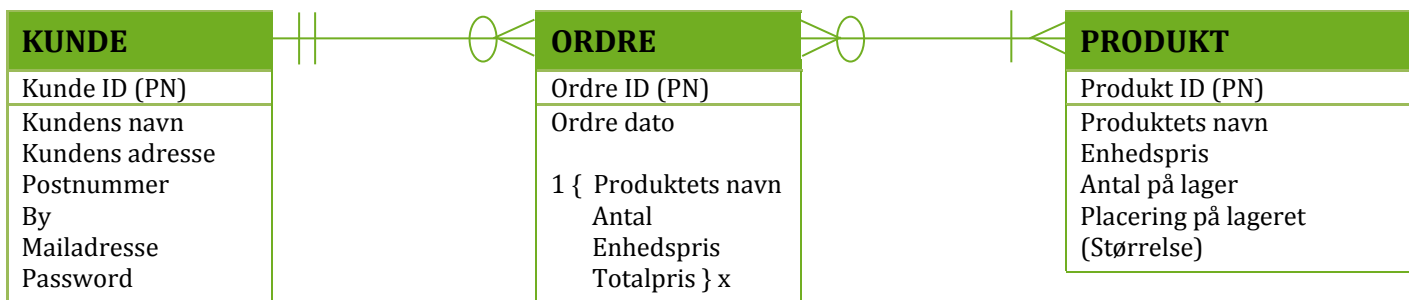 KUNDE
Kunde ID (PN)
Kundens navn
Kundens adresse
Postnummer
By
Mailadresse
Password
ORDRE
Ordre ID (PN)
Ordre dato
1 { Produktets navn
Antal
Enhedspris
Totalpris } x
PRODUKT
Produkt ID (PN)
Produktets navn
Enhedspris
Antal på lager
Placering på lageret
(Størrelse)